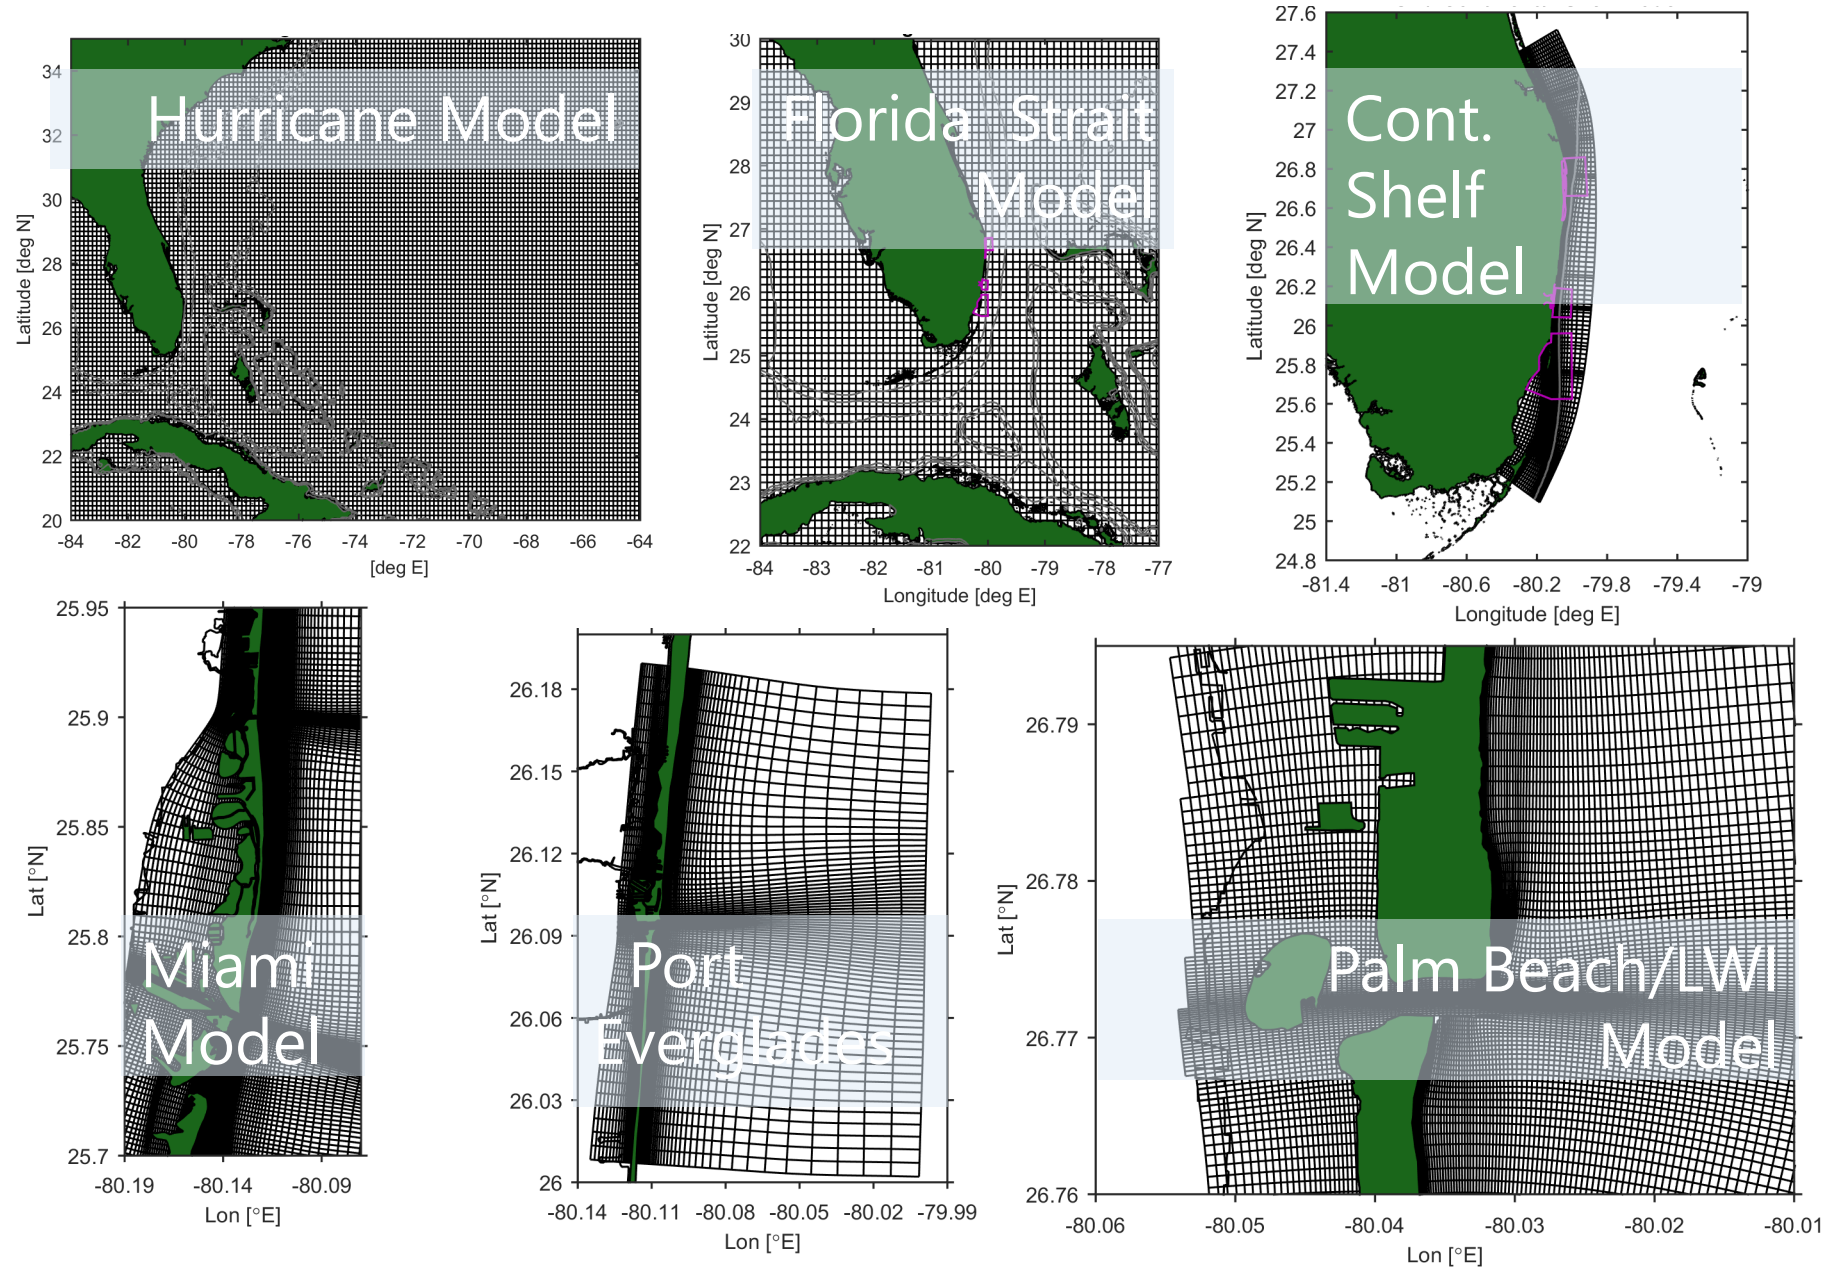 34
32
30
28
26
24
22
20
Latitude [deg N]
-84 -82 -80 -78 -76 -74 -72 -70 -68 -66 -64
[deg E]
Hurricane Model
30
29
28
27
26
25
24
23
22
Latitude [deg N]
-84 -83 -82 -81 -80 -79 -78 -77
Longitude [deg E]
Florida Strait
Model
27.6
27.4
27.2
27
26.8
26.6
26.4
26.2
26
25.8
25.6
25.4
25.2
25
24.8
Latitude [deg N]
-81.4 -81 -80.6 -80.2 -79.8 -79.4 -79
Longitude [deg E]
Cont.
Shelf
Model
25.95
25.9
25.85
25.8
25.75
25.7
Lat [°N]
-80.19 -80.14 -80.09
Lon [°E]
Miami
Model
26.18
26.15
26.12
26.09
26.06
26.03
26
Lat [°N]
-80.14 -80.11 -80.08 -80.05 -80.02 -79.99
Lon [°E]
Port
Everglades
26.79
26.78
26.77
26.76
Lat [°N]
-80.06 -80.05 -80.04 -80.03 -80.02 -80.01
Lon [°E]
Palm Beach/LWI
Model